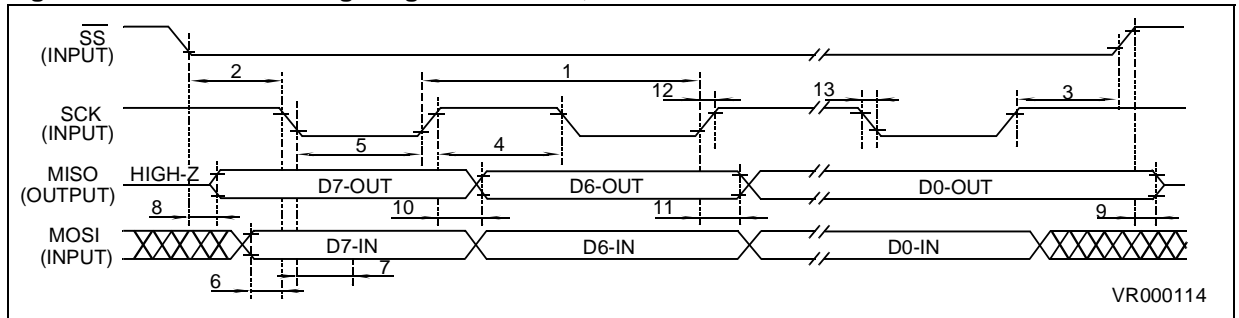 SS
(INPUT)
2
1
12
13
3
SCK
(INPUT)
5
4
MISO
(OUTPUT)
HIGH-Z
D7-OUT
D6-OUT
D0-OUT
8
10
11
9
MOSI
(INPUT)
D7-IN
D6-IN
D0-IN
7
6
VR000114